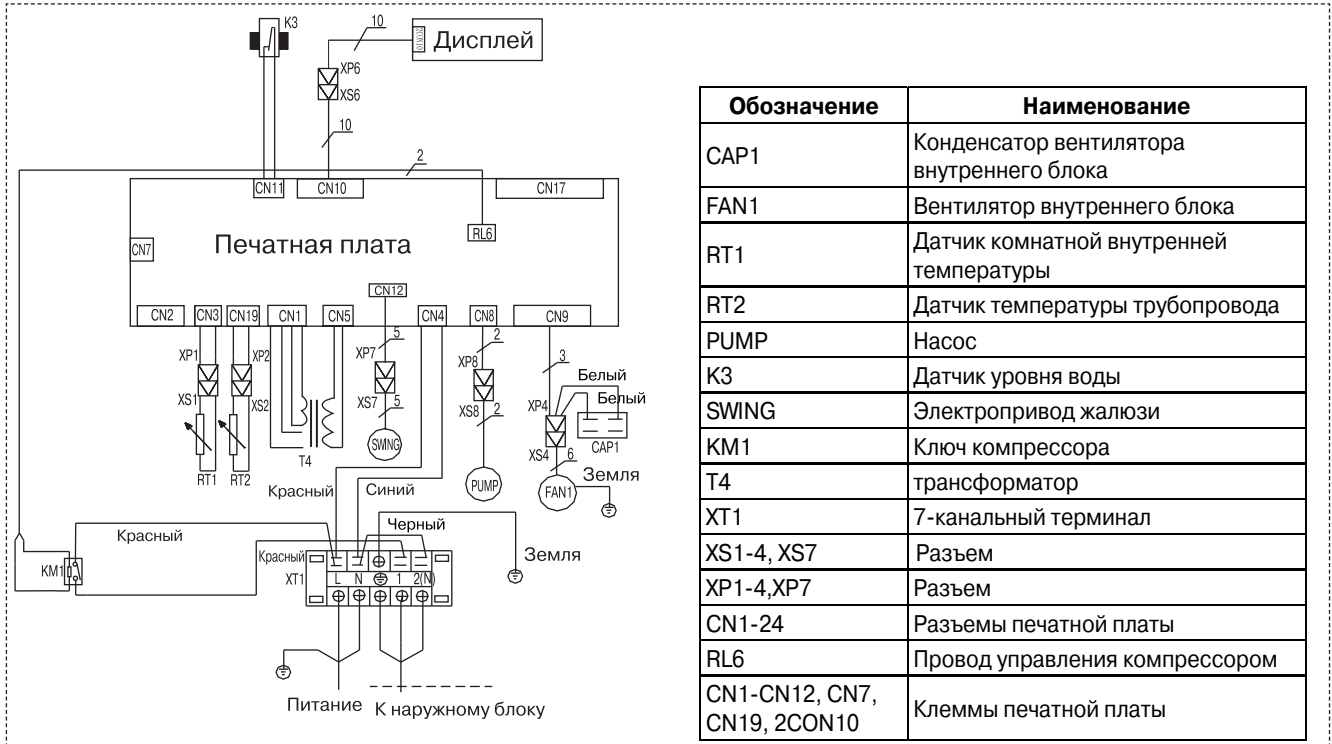 K3
10
Дисплей
XP6
XS6
10
2
CN11
CN10
CN17
CN7
Печатная плата
RL6
CN12
CN2
CN3
CN19
CN1
CN5
CN4
CN8
CN9
XP1
XP2
XS1
XS2
RT1
RT2
T4
5
XP7
XS7
5
SWING
2
XP8
XS8
2
PUMP
3
Белый
Белый
XP4
XS4
CAP1
6
FAN1
Земля
Красный
Синий
Красный
Черный
Земля
KM1
Красный
XT1
L N 1 2(N)
Питание
К наружному блоку
Обозначение Наименование
CAP1 Конденсатор вентилятора
внутреннего блока
FAN1 Вентилятор внутреннего блока
RT1 Датчик комнатной внутренней
температуры
RT2 Датчик температуры трубопровода
PUMP Насос
K3 Датчик уровня воды
SWING Электропривод жалюзи
KM1 Ключ компрессора
T4 трансформатор
XT1 7-канальный терминал
XS1-4, XS7 Разъем
XP1-4,XP7 Разъем
CN1-24 Разъемы печатной платы
RL6 Провод управления компрессором
CN1-CN12, CN7,
CN19, 2CON10 Клеммы печатной платы